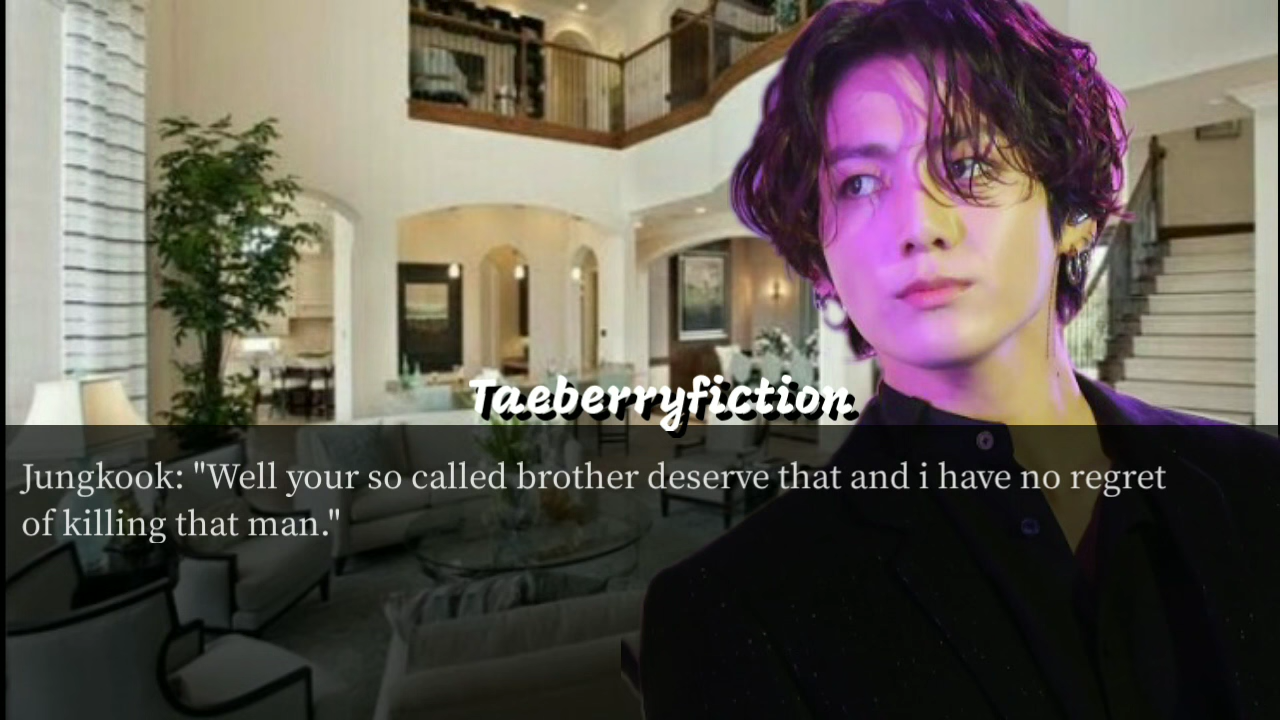 Taeberryfiction
Jungkook: "Well your so called brother deserve that and i have no regret
of killing that man."